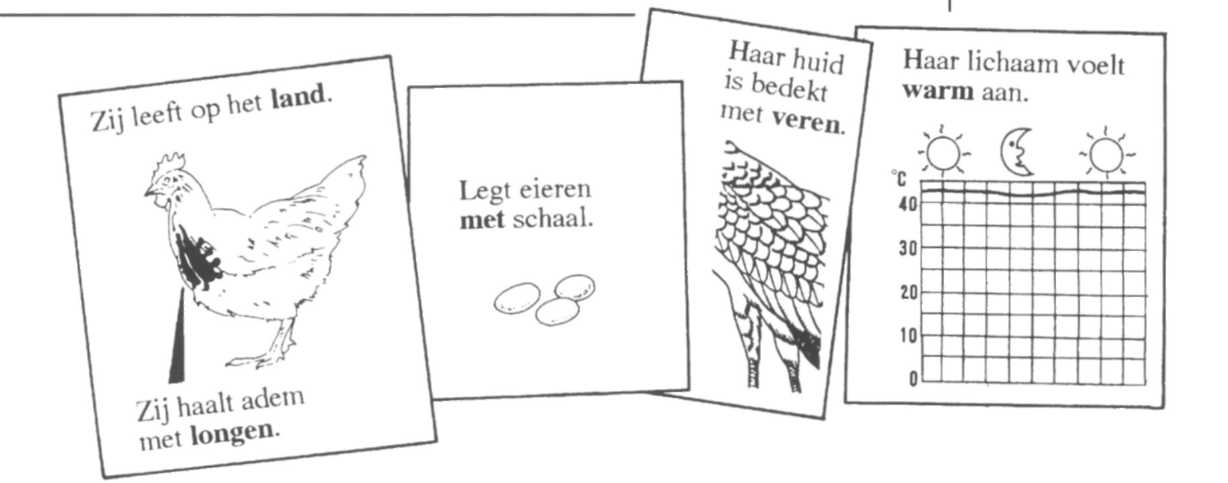 Zij leeft op het land.
Zij haalt adem
met longen.
Legt eieren
met schaal.
Haar huid
is bedekt
met veren.
Haar lichaam voelt
warm aan.
°C
40
30
20
10
0